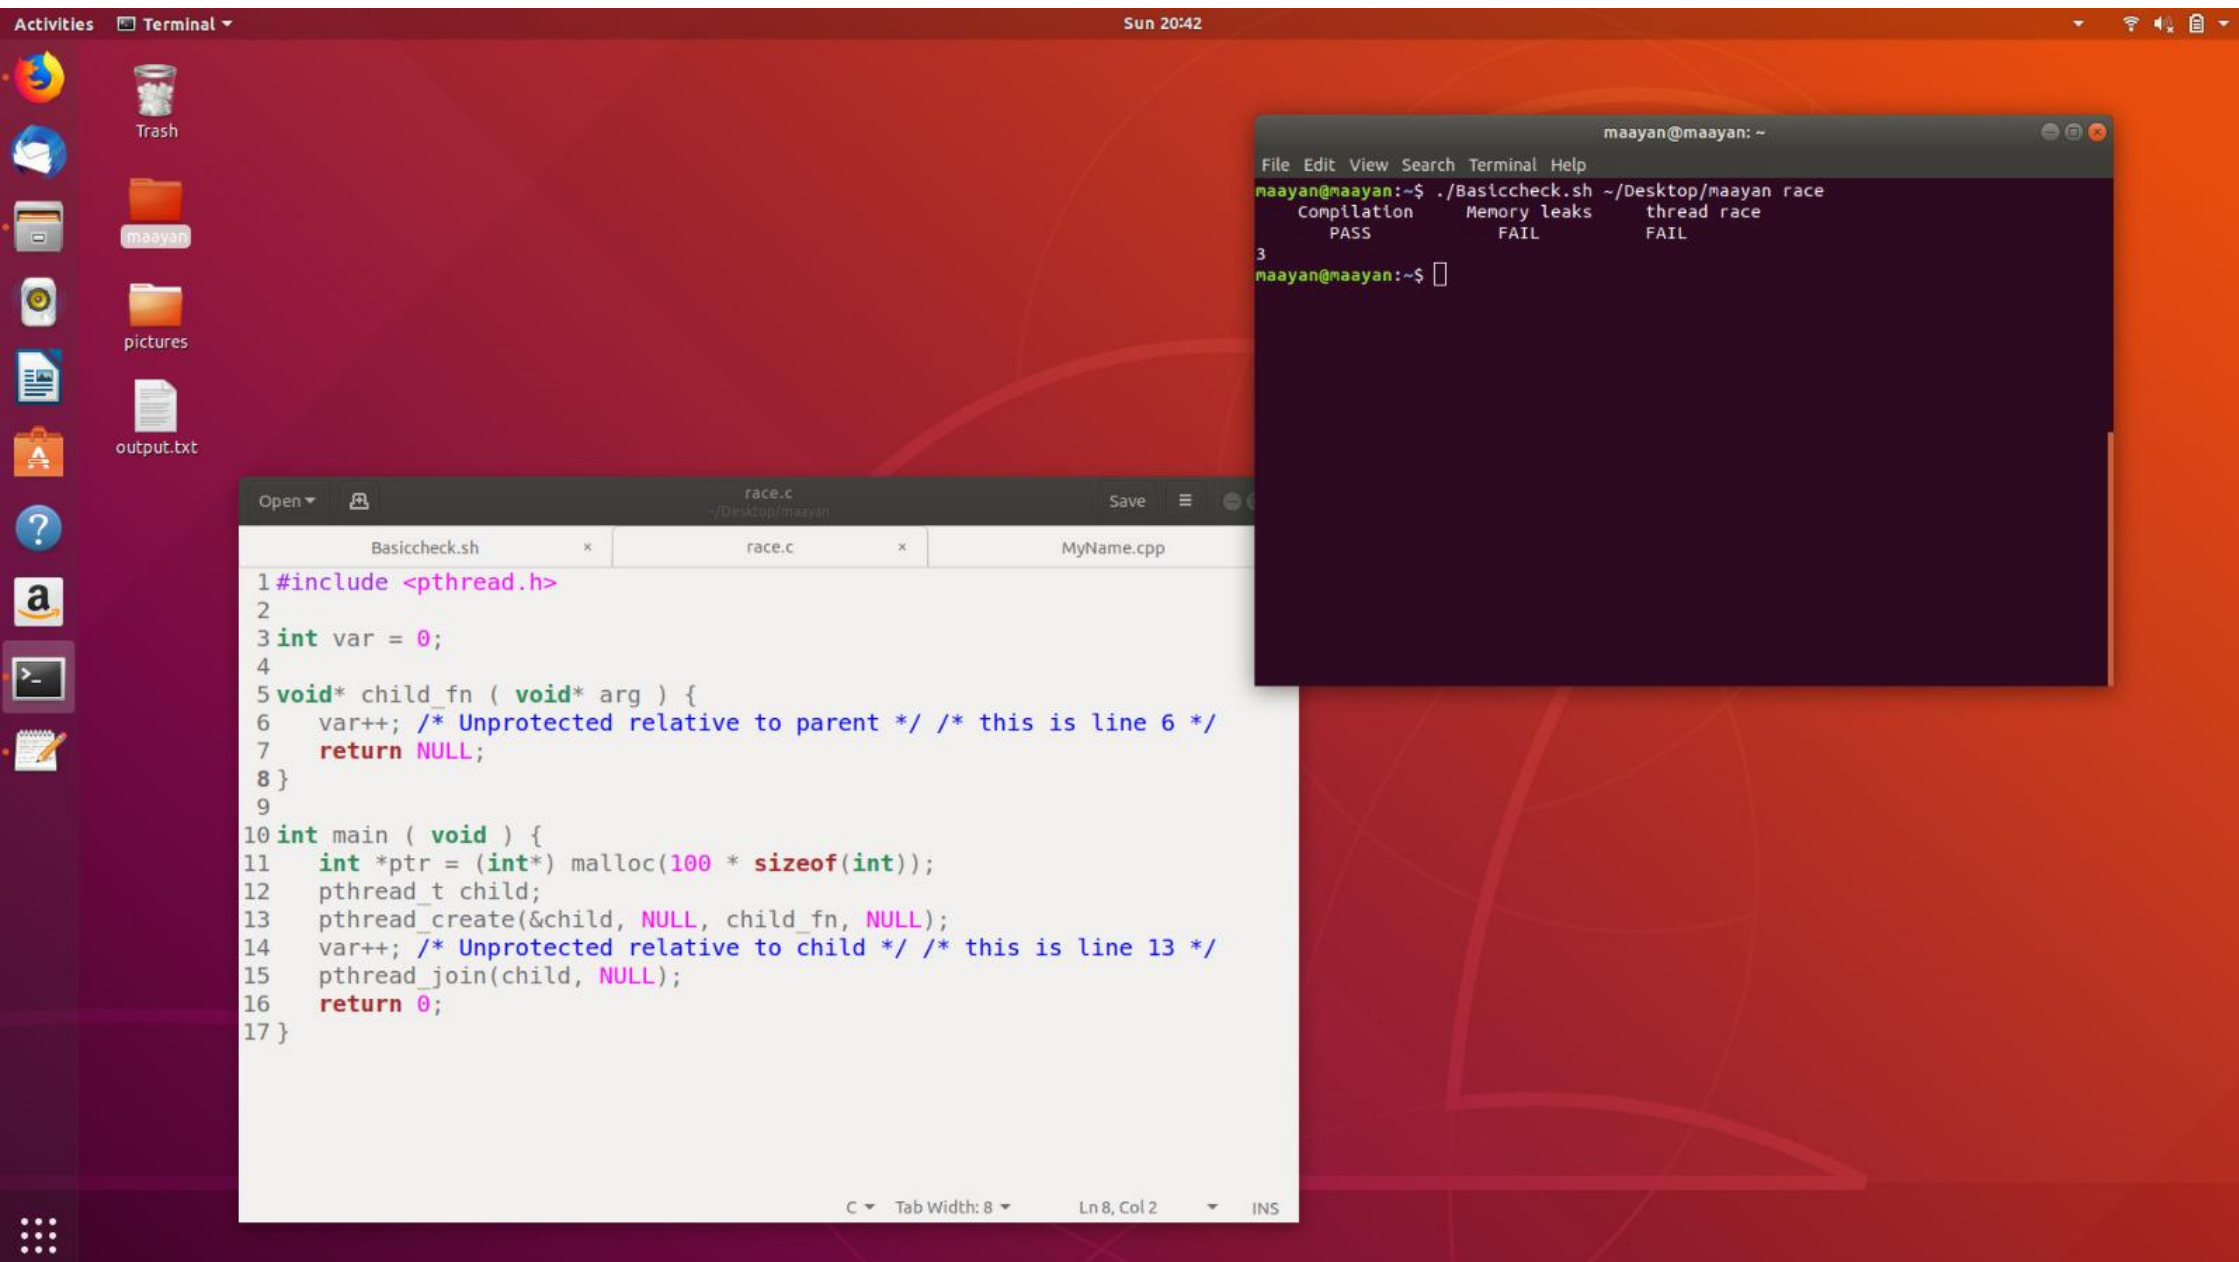 Activities Terminal Sun 20:42
Trash
maayan
pictures
output.txt
maayan@maayan: ~
File Edit View Search Terminal Help
maayan@maayan:~$ ./Basiccheck.sh ~/Desktop/maayan race
Compilation Memory leaks thread race
PASS FAIL FAIL
3
maayan@maayan:~$
Open race.c Save
~/Desktop/maayan
Basiccheck.sh × race.c × MyName.cpp
1 #include <pthread.h>
2
3 int var = 0;
4
5 void* child_fn ( void* arg ) {
6 var++; /* Unprotected relative to parent */ /* this is line 6 */
7 return NULL;
8 }
9
10 int main ( void ) {
11 int *ptr = (int*) malloc(100 * sizeof(int));
12 pthread_t child;
13 pthread_create(&child, NULL, child_fn, NULL);
14 var++; /* Unprotected relative to child */ /* this is line 13 */
15 pthread_join(child, NULL);
16 return 0;
17 }
C Tab Width: 8 Ln 8, Col 2 INS